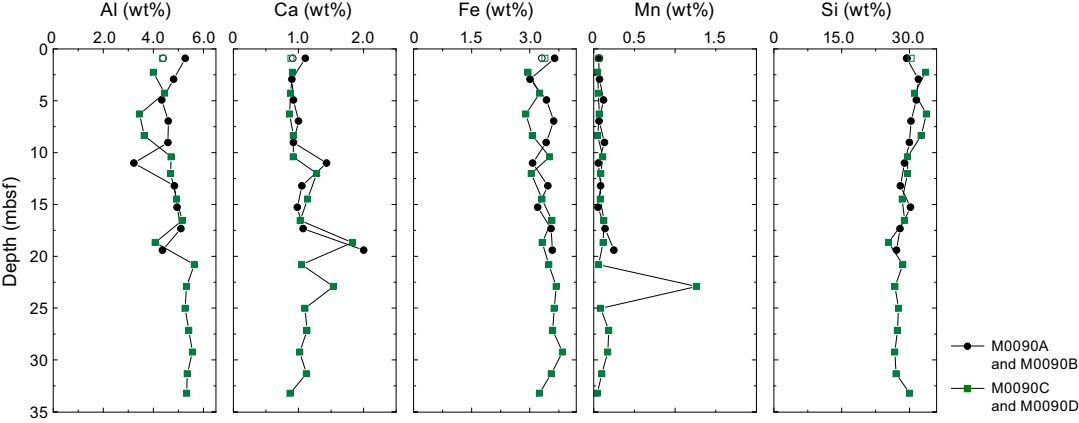 Al (wt%)
Ca (wt%)
Fe (wt%)
Mn (wt%)
Si (wt%)
0 2.0 4.0 6.0
0 1.0 2.0
0 1.5 3.0
0 0.5 1.0 1.5
0 15.0 30.0
Depth (mbsf)
0
5
10
15
20
25
30
35
M0090A
and M0090B
M0090C
and M0090D